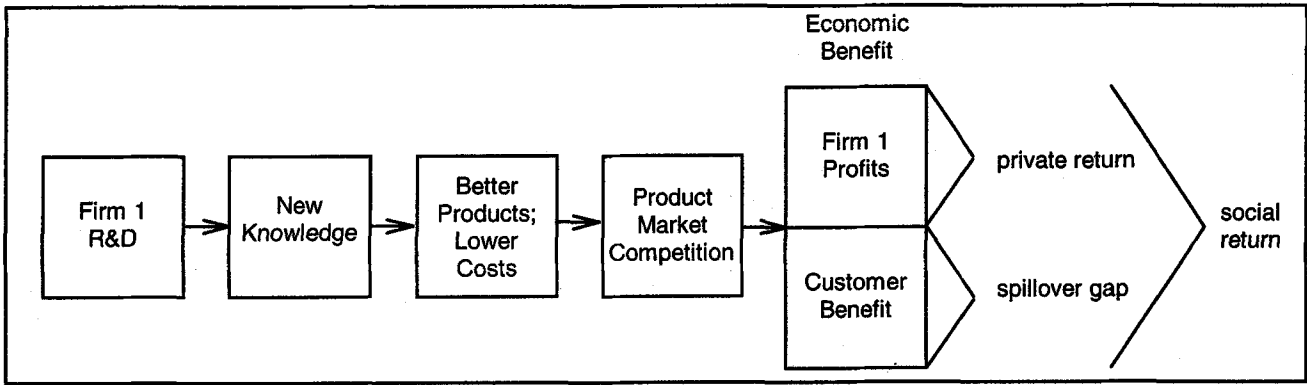 Economic
Benefit
Firm 1
R&D
New
Knowledge
Better
Products;
Lower
Costs
Product
Market
Competition
Firm 1
Profits
Customer
Benefit
private return
spillover gap
social
return